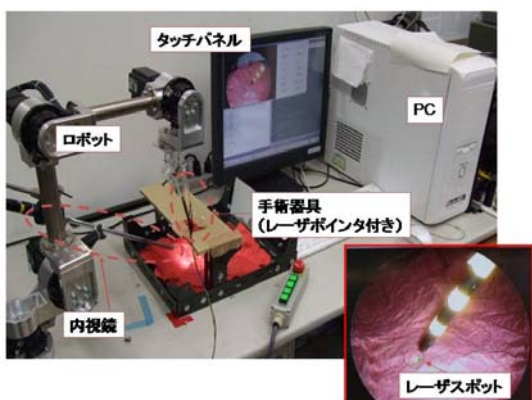 タッチパネル
PC
ロボット
手術器具
(レーザポインタ付き)
内視鏡
レーザスポット